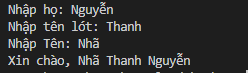 Nhập họ: Nguyễn
Nhập tên lót: Thanh
Nhập Tên: Nhã
Xin chào, Nhã Thanh Nguyễn